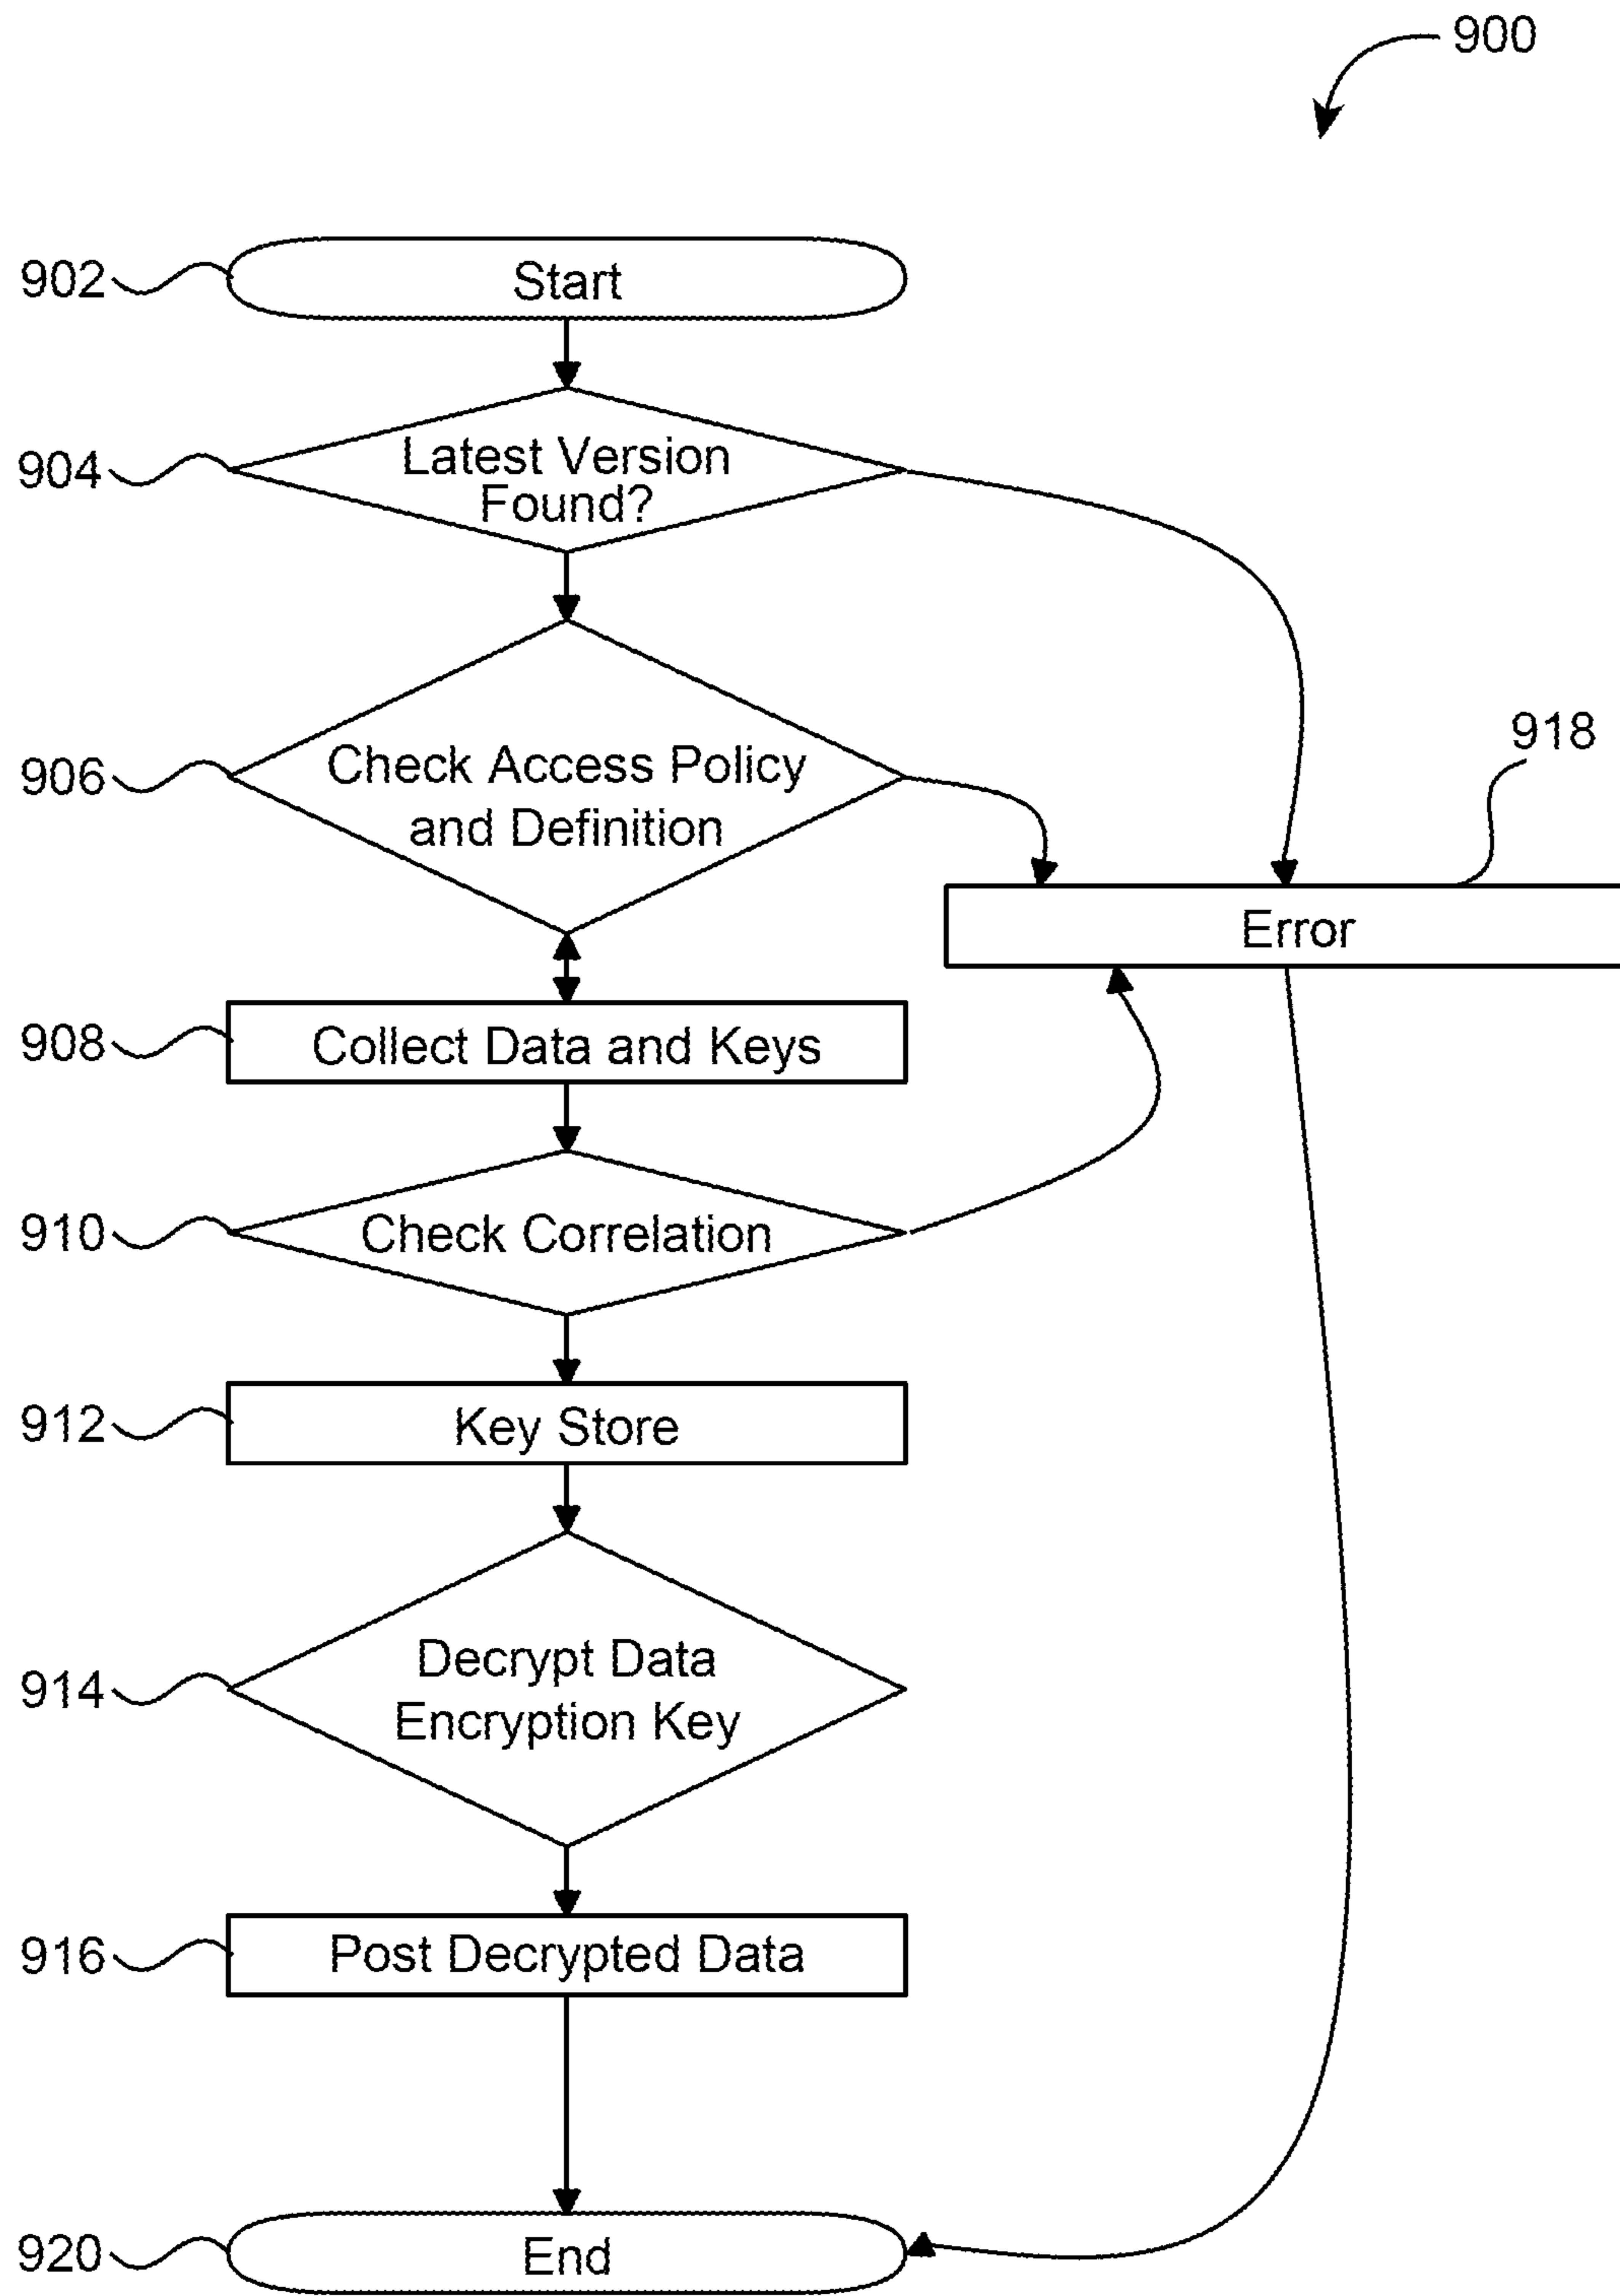 900
902
Start
904
Latest Version
Found?
906
Check Access Policy
and Definition
918
Error
908
Collect Data and Keys
910
Check Correlation
912
Key Store
914
Decrypt Data
Encryption Key
916
Post Decrypted Data
920
End